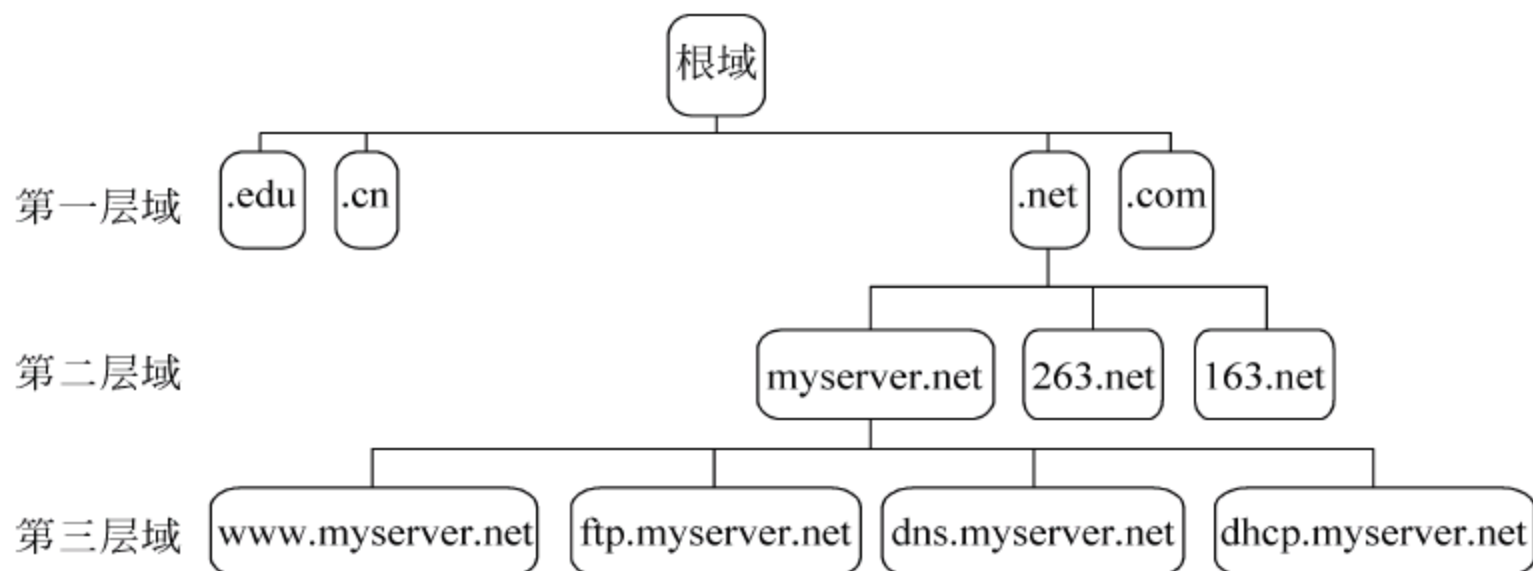 根域
第一层域 .edu .cn .net .com
第二层域 myserver.net 263.net 163.net
第三层域 www.myserver.net ftp.myserver.net dns.myserver.net dhcp.myserver.net